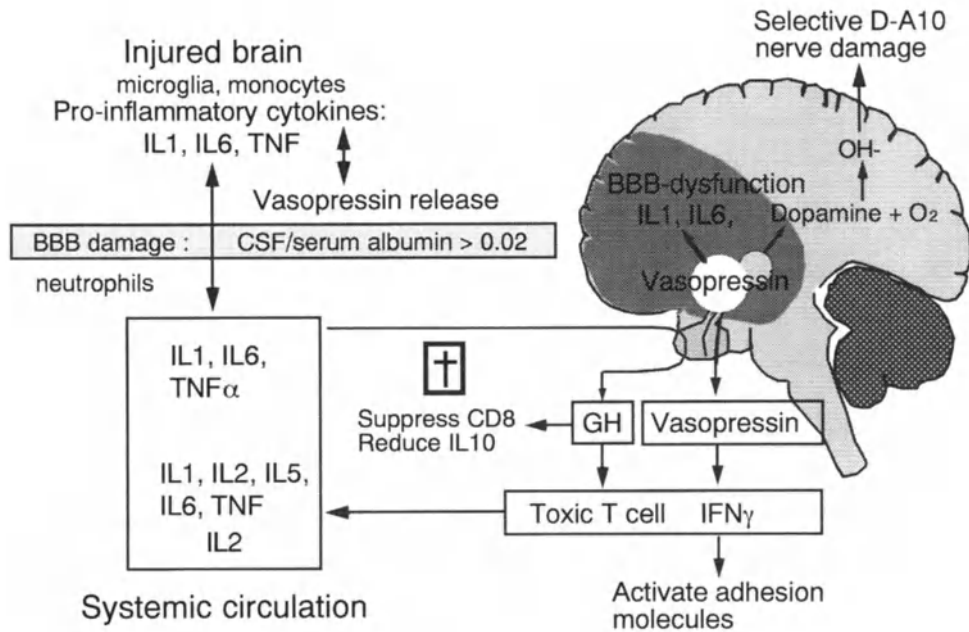 Injured brain
microglia, monocytes
Pro-inflammatory cytokines:
IL1, IL6, TNF
Vasopressin release
BBB damage : CSF/serum albumin > 0.02
neutrophils
IL1, IL6,
TNFα
IL1, IL2, IL5,
IL6, TNF
IL2
Systemic circulation
Suppress CD8
Reduce IL10
GH
Vasopressin
Toxic T cell IFNγ
Activate adhesion
molecules
Selective D-A10
nerve damage
OH-
BBB-dysfunction
IL1, IL6,
Dopamine + O₂
Vasopressin